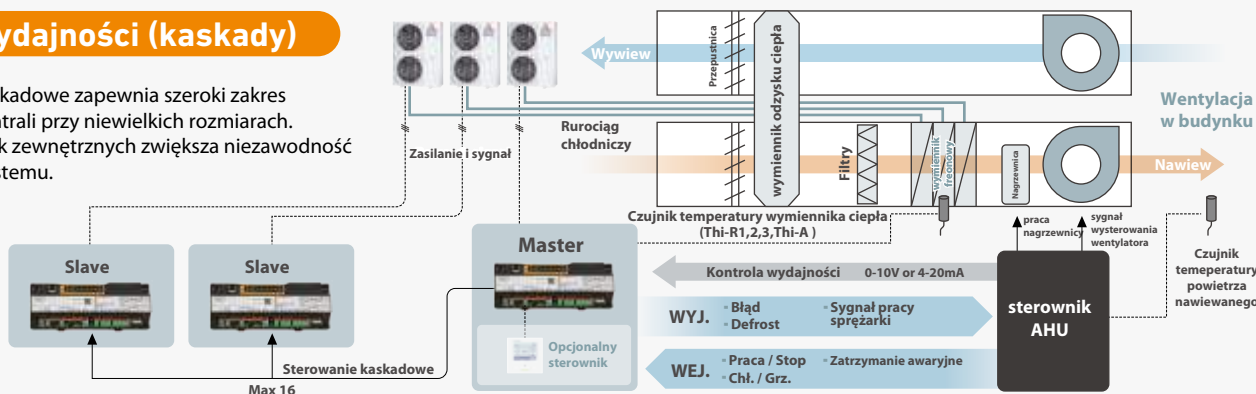 ydajności (kaskady)
kadowe zapewnia szeroki zakres
trali przy niewielkich rozmiarach.
k zewnętrznych zwiększa niezawodność
stemu.
Wywiew
Przepustnica
wymiennik odzysku ciepła
Wentylacja
w budynku
Rurociąg
chłodniczy
Zasilanie i sygnał
Filtry
wymiennik
freonowy
Nagrzewnica
Nawiew
Czujnik temperatury wymiennika ciepła
(Thi-R1,2,3,Thi-A )
praca
nagrzewnicy
sygnał
wysterowania
wentylatora
Czujnik
temeperatury
powietrza
nawiewanego
Slave
Slave
Master
Kontrola wydajności 0-10V or 4-20mA
sterownik
AHU
WYJ.
Błąd
Defrost
Sygnał pracy
sprężarki
WEJ.
Praca / Stop
Chł. / Grz.
Zatrzymanie awaryjne
Opcjonalny
sterownik
Sterowanie kaskadowe
Max 16